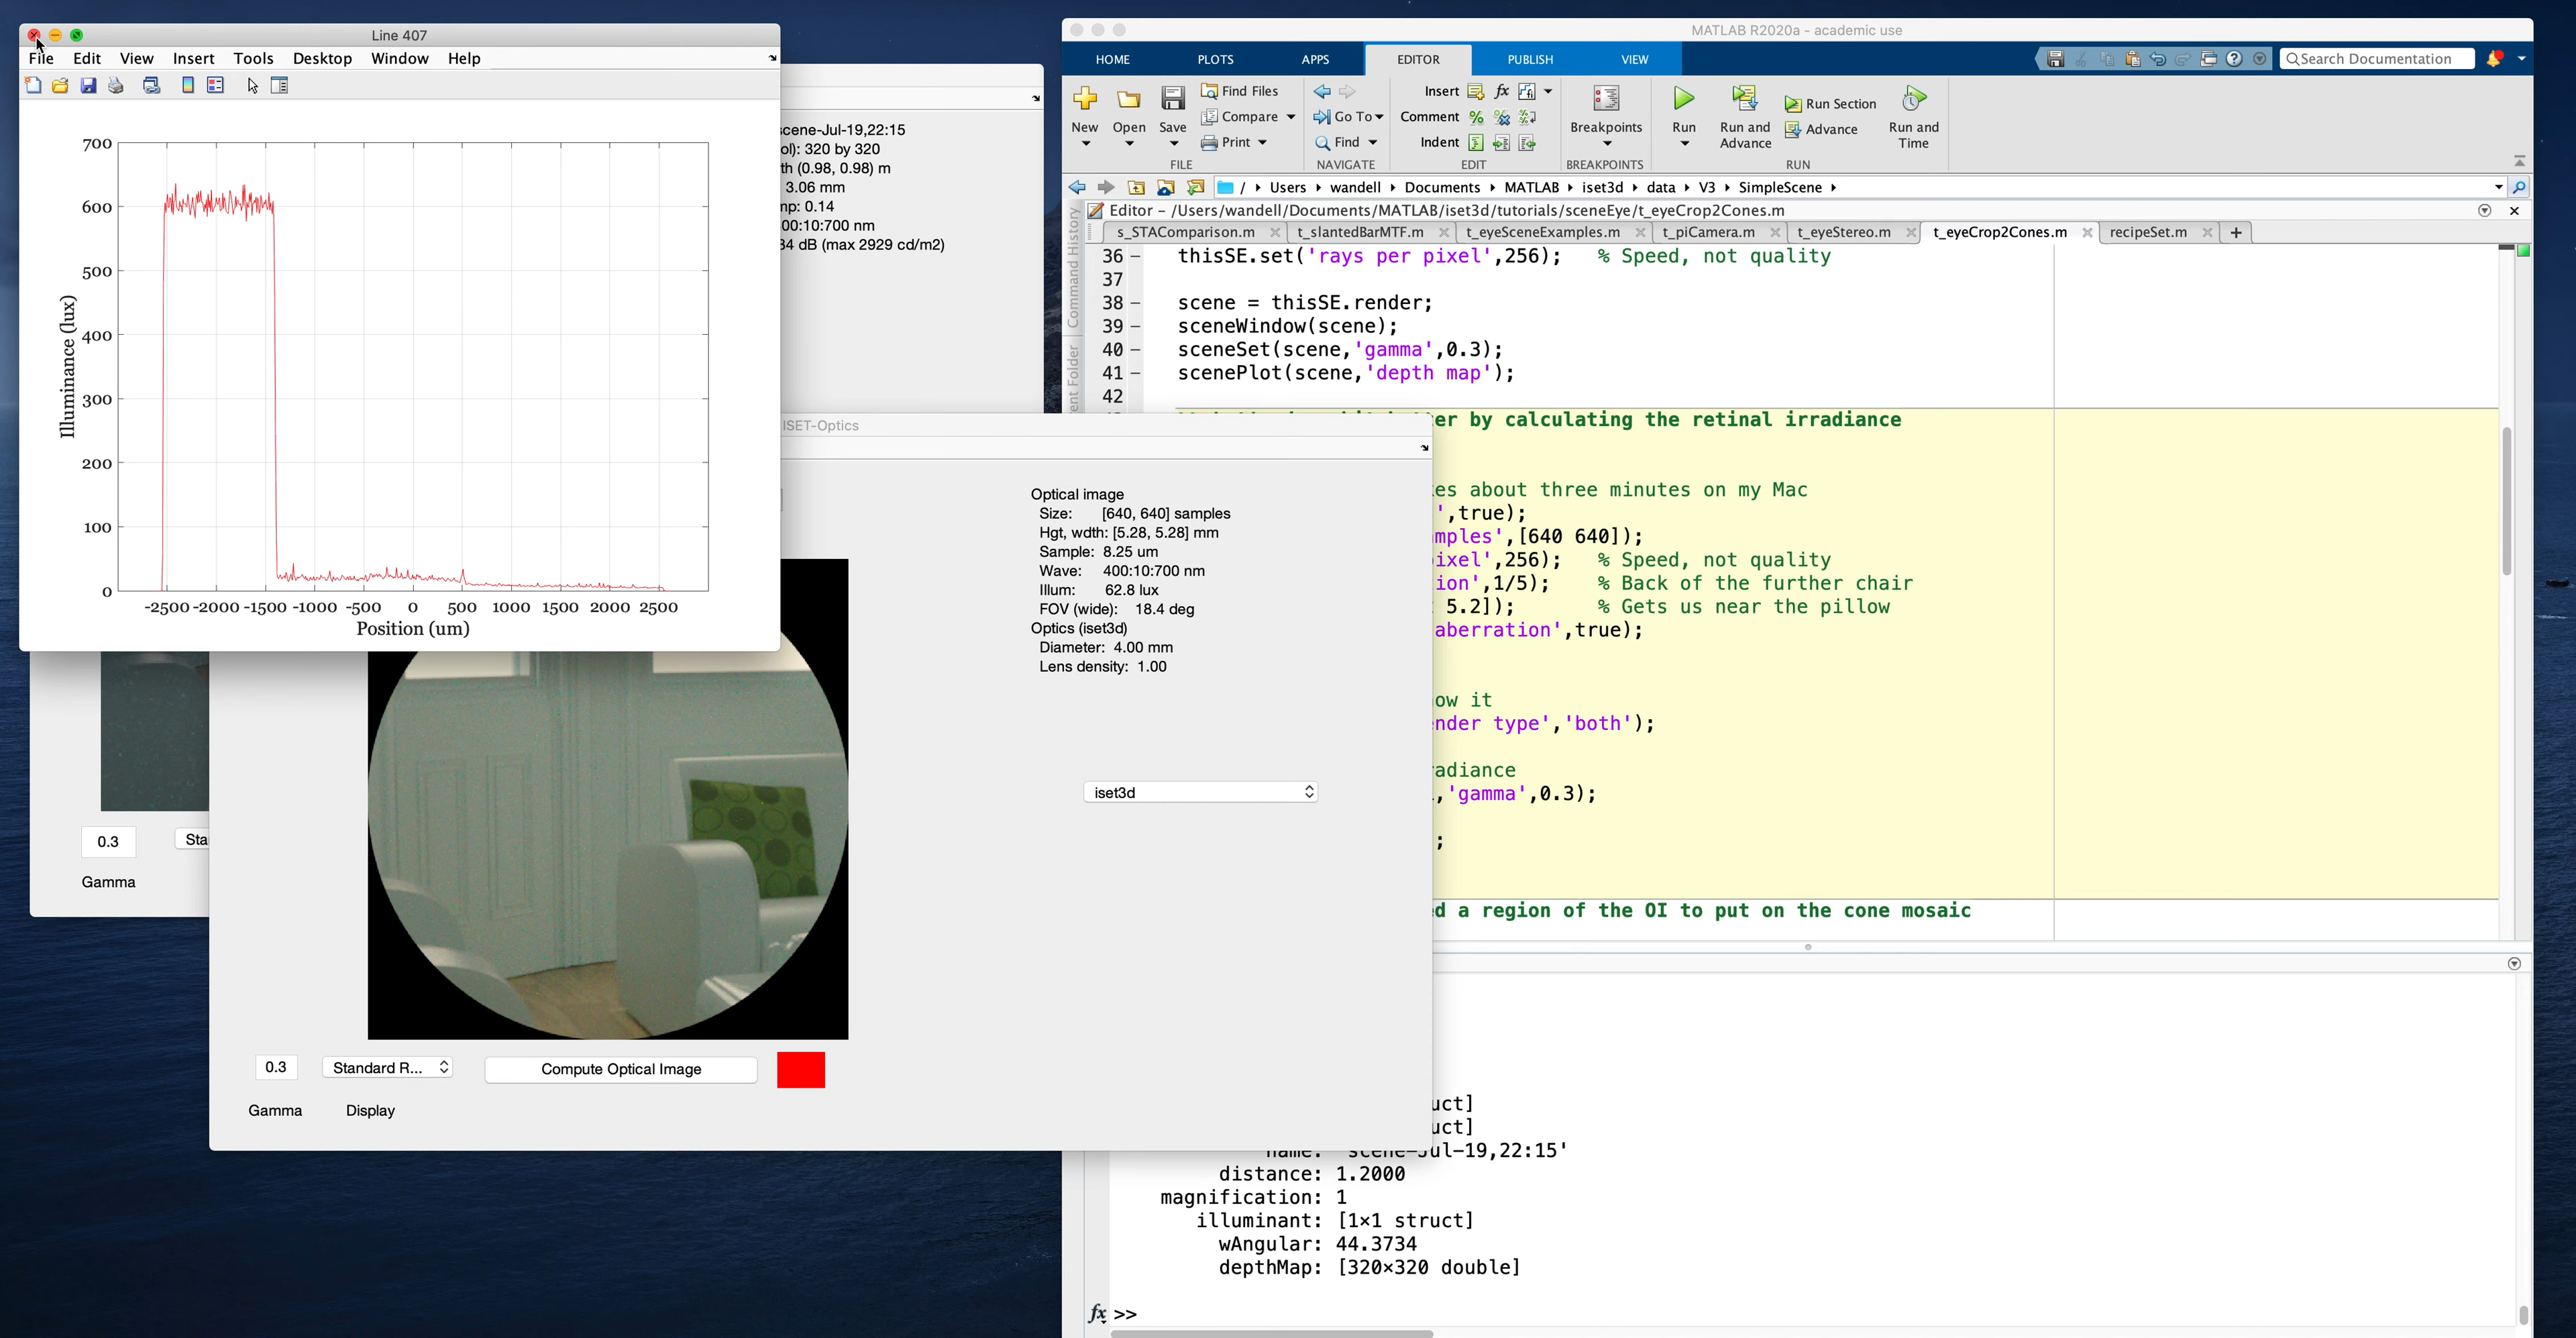 Line 407
File Edit View Insert Tools Desktop Window Help
700
600
500
400
300
200
100
0
Illuminance (lux)
-2500 -2000 -1500 -1000 -500 0 500 1000 1500 2000 2500
Position (um)
scene-Jul-19,22:15
ol): 320 by 320
th (0.98, 0.98) m
3.06 mm
mp: 0.14
00:10:700 nm
34 dB (max 2929 cd/m2)
0.3
Sta
Gamma
ISET-Optics
Optical image
Size: [640, 640] samples
Hgt, wdth: [5.28, 5.28] mm
Sample: 8.25 um
Wave: 400:10:700 nm
Illum: 62.8 lux
FOV (wide): 18.4 deg
Optics (iset3d)
Diameter: 4.00 mm
Lens density: 1.00
iset3d
0.3
Standard R...
Compute Optical Image
Gamma
Display
MATLAB R2020a - academic use
HOME PLOTS APPS EDITOR PUBLISH VIEW
Search Documentation
New Open Save
Find Files
Compare
Print
FILE
Go To
Find
NAVIGATE
Insert fx
Comment %
Indent
EDIT
Breakpoints
BREAKPOINTS
Run
Run and Advance
Run Section
Advance
Run and Time
RUN
/ Users wandell Documents MATLAB iset3d data V3 SimpleScene
Command History
ent Folder
Editor - /Users/wandell/Documents/MATLAB/iset3d/tutorials/sceneEye/t_eyeCrop2Cones.m
s_STAComparison.m t_slantedBarMTF.m t_eyeSceneExamples.m t_piCamera.m t_eyeStereo.m t_eyeCrop2Cones.m recipeSet.m +
36 - thisSE.set('rays per pixel',256); % Speed, not quality
37
38 - scene = thisSE.render;
39 - sceneWindow(scene);
40 - sceneSet(scene,'gamma',0.3);
41 - scenePlot(scene,'depth map');
42
er by calculating the retinal irradiance
es about three minutes on my Mac
',true);
mples',[640 640]);
ixel',256); % Speed, not quality
ion',1/5); % Back of the further chair
5.2]); % Gets us near the pillow
aberration',true);
ow it
nder type','both');
adiance
,'gamma',0.3);
;
d a region of the OI to put on the cone mosaic
uct]
uct]
name: 'scene-Jul-19,22:15'
distance: 1.2000
magnification: 1
illuminant: [1×1 struct]
wAngular: 44.3734
depthMap: [320×320 double]
fx >>